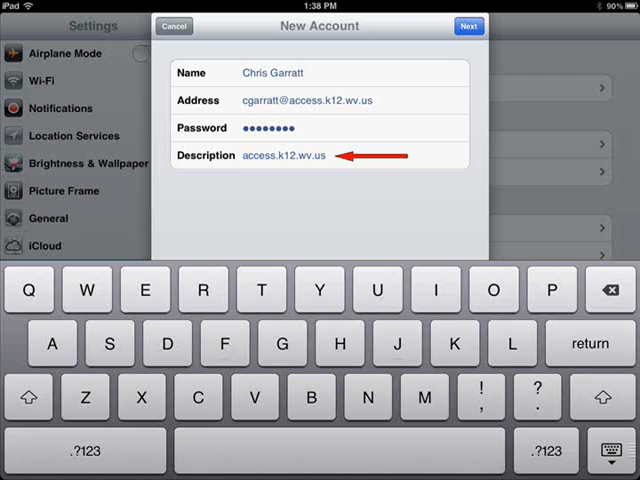 iPad 1:38 PM 90%
Settings
Cancel New Account Next
Airplane Mode
Wi-Fi
Notifications
Location Services
Brightness & Wallpaper
Picture Frame
General
iCloud
Name Chris Garratt
Address cgarratt@access.k12.wv.us
Password ●●●●●●●●
Description access.k12.wv.us
Q W E R T Y U I O P
A S D F G H J K L return
Z X C V B N M ! , ? .
.?123 .?123